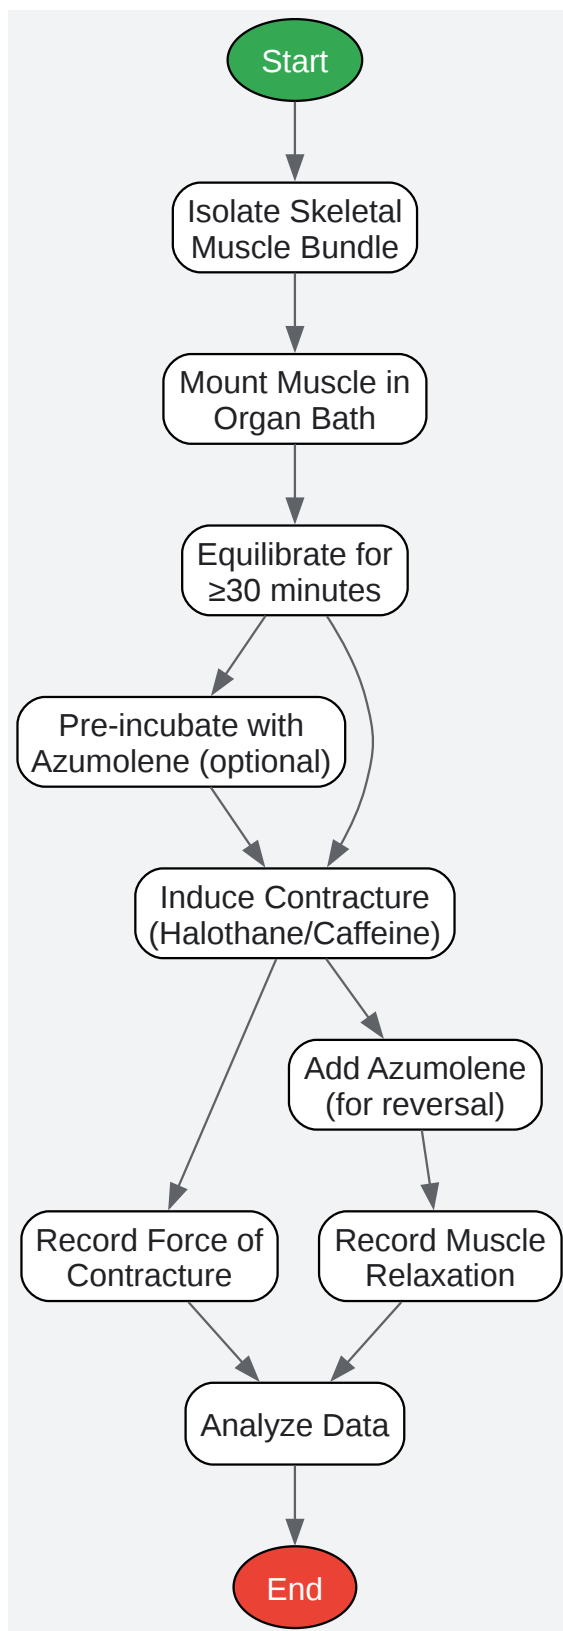 Start
Isolate Skeletal
Muscle Bundle
Mount Muscle in
Organ Bath
Equilibrate for
≥30 minutes
Pre-incubate with
Azumolene (optional)
Induce Contracture
(Halothane/Caffeine)
Add Azumolene
(for reversal)
Record Force of
Contracture
Record Muscle
Relaxation
Analyze Data
End